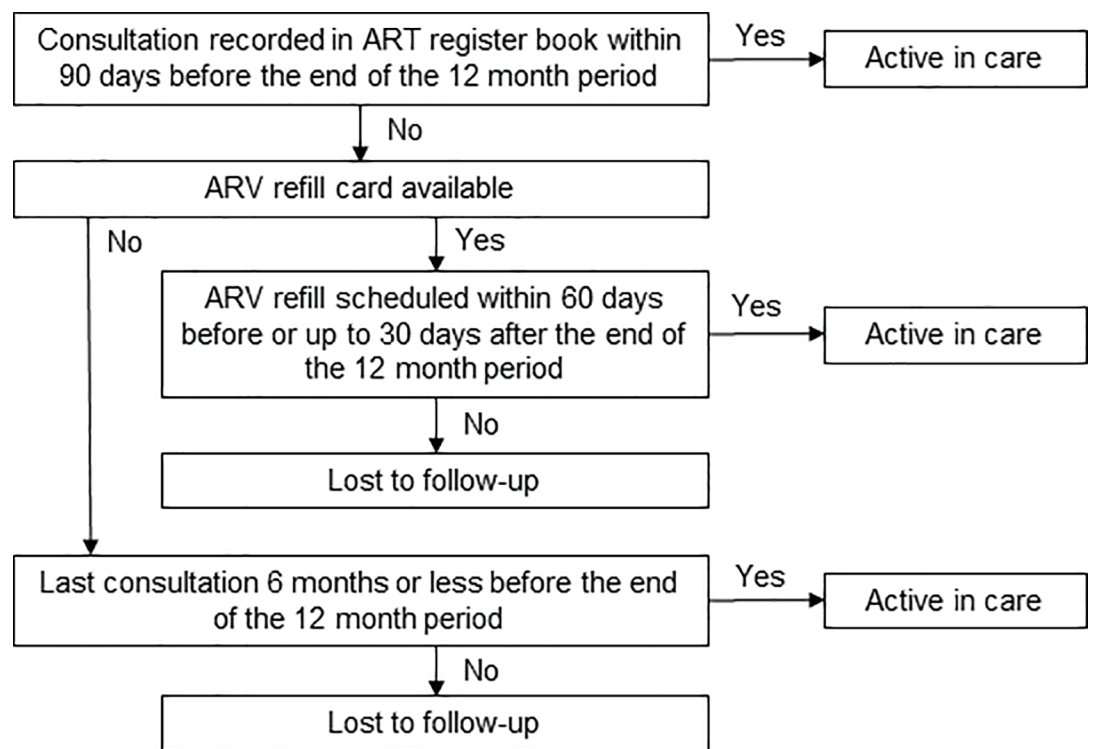 Consultation recorded in ART register book within
90 days before the end of the 12 month period
Yes
Active in care
No
ARV refill card available
No
Yes
ARV refill scheduled within 60 days
before or up to 30 days after the end of
the 12 month period
Yes
Active in care
No
Lost to follow-up
Last consultation 6 months or less before the end
of the 12 month period
Yes
Active in care
No
Lost to follow-up